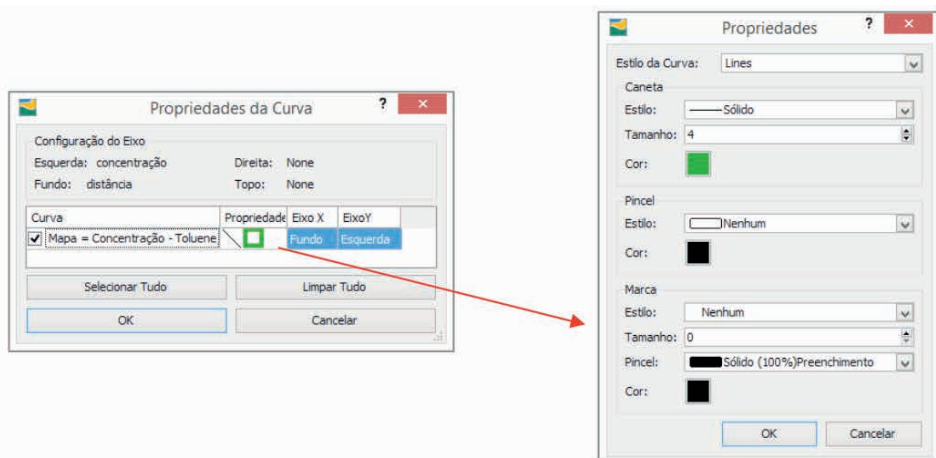 Propriedades da Curva ?
Configuração do Eixo
Esquerda: concentração Direita: None
Fundo: distância Topo: None
Curva Propriedade Eixo X EixoY
Mapa = Concentração - Toluene Fundo Esquerda
Selecionar Tudo Limpar Tudo
OK Cancelar
Propriedades ?
Estilo da Curva: Lines
Caneta
Estilo: Sólido
Tamanho: 4
Cor:
Pincel
Estilo: Nenhum
Cor:
Marca
Estilo: Nenhum
Tamanho: 0
Pincel: Sólido (100%)Preenchimento
Cor:
OK Cancelar